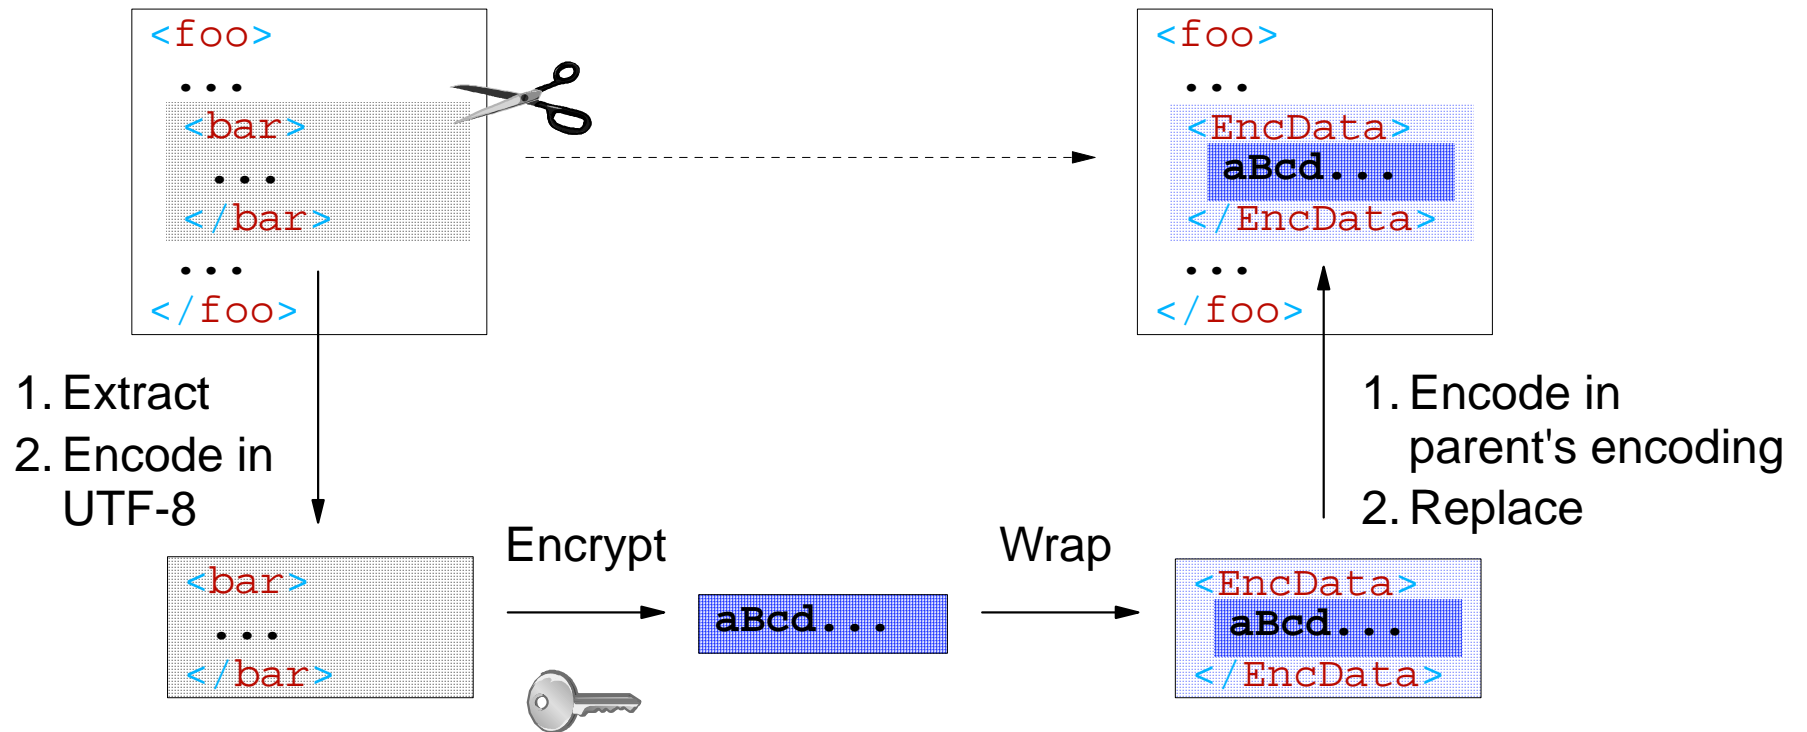 <foo>
...
<bar>
...
</bar>
...
</foo>
<foo>
...
<EncData>
aBcd...
</EncData>
...
</foo>
1. Extract
2. Encode in
UTF-8
1. Encode in
parent's encoding
2. Replace
<bar>
...
</bar>
Encrypt
aBcd...
Wrap
<EncData>
aBcd...
</EncData>